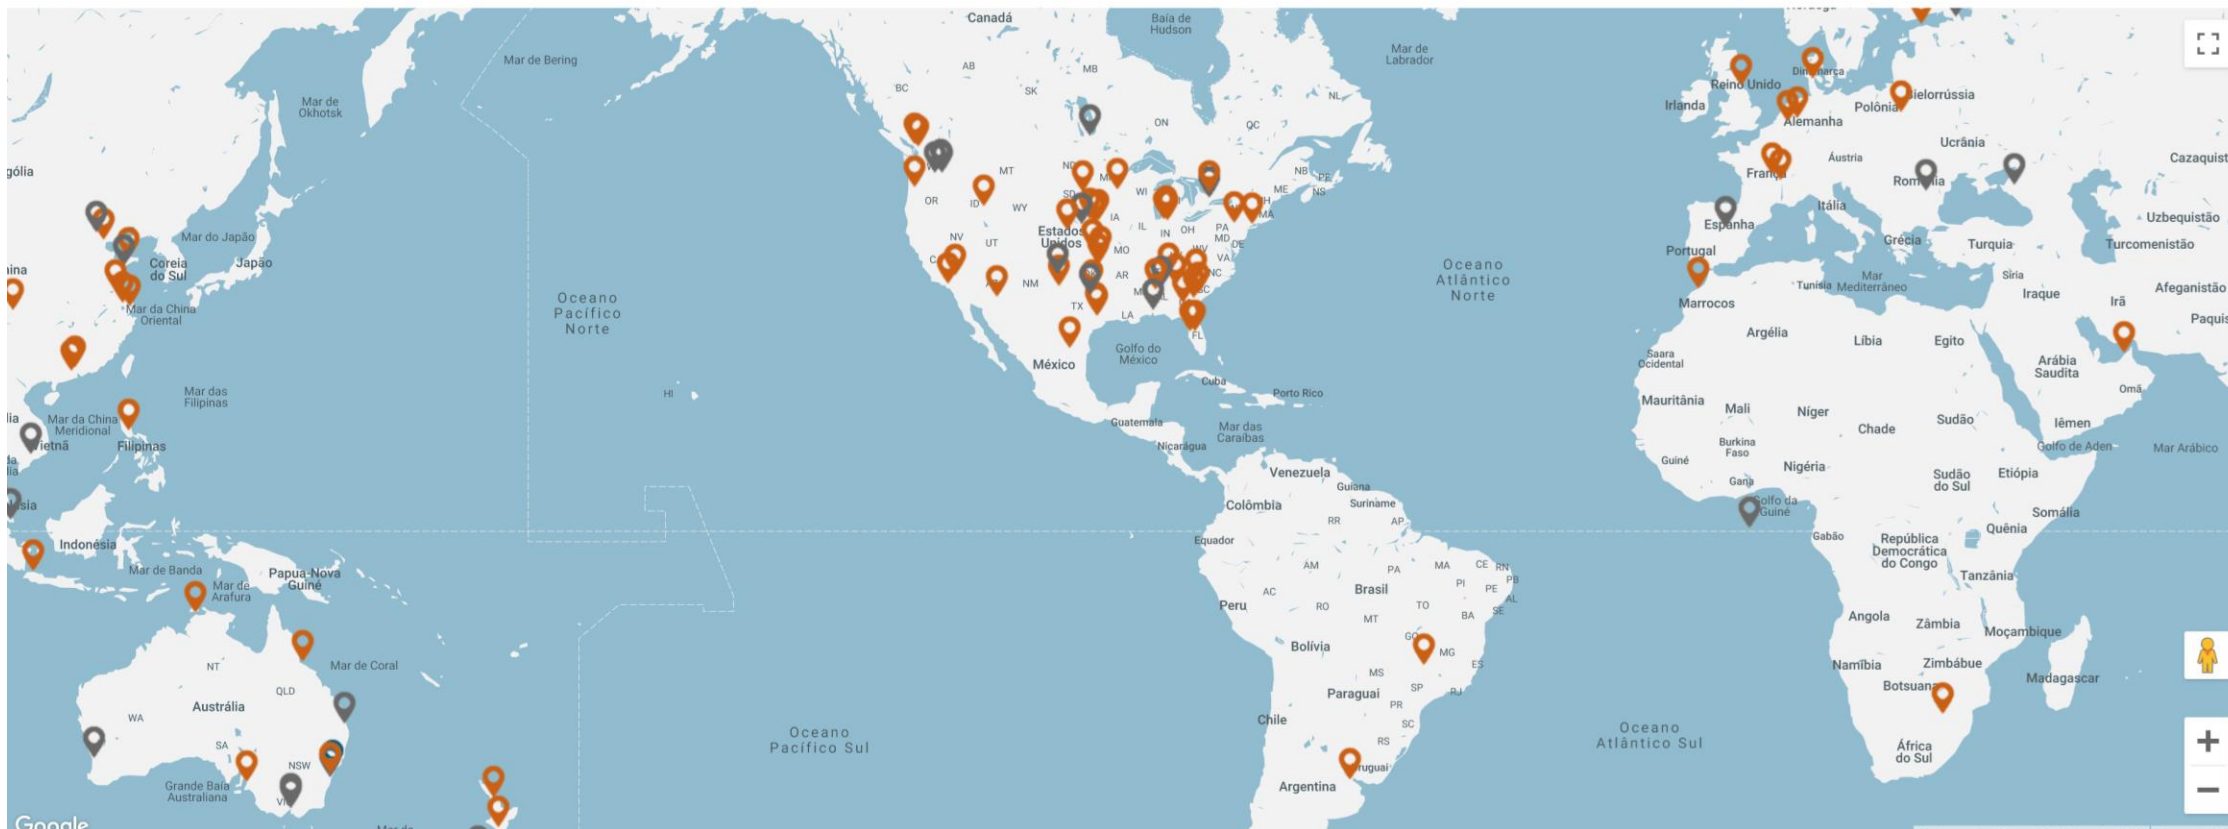 Canadá
Baía de
Hudson
Mar de
Labrador
Mar de Bering
AB
MB
BC
SK
NL
Mar de
Okhotsk
ON
QC
Reino Unido
Irlanda
Polônia
Bielorrússia
Alemanha
Ucrânia
Áustria
França
Itália
Espanha
Portugal
Grécia
Turquia
Uzbequistão
Turcomenistão
MT
ND
NB
PE
NS
ME
OR
ID
WY
SD
WI
IA
MA
NV
UT
Estados
Unidos
IL
IN
OH
PA
MD
DE
MO
VA
NC
NM
AR
TX
LA
FL
Mar do Japão
Coreia
do Sul
Japão
Mar da China
Oriental
Oceano
Pacífico
Norte
Oceano
Atlântico
Norte
Marrocos
Tunísia
Mar
Mediterrâneo
Síria
Iraque
Irã
Afeganistão
Argélia
Líbia
Egito
Saara
Ocidental
Arábia
Saudita
Omã
México
Golfo do
México
Cuba
Porto Rico
HI
Mar das
Filipinas
Mar da China
Meridional
Filipinas
Guatemala
Mar das
Caraíbas
Nicarágua
Mauritânia
Mali
Níger
Chade
Sudão
Iêmen
Golfo de Aden
Mar Arábico
Burkina
Faso
Guiné
Nigéria
Gana
Golfo da
Guiné
Sudão
do Sul
Etiópia
Somália
Venezuela
Guiana
Colômbia
Suriname
RR
AP
Equador
Gabão
Quênia
República
Democrática
do Congo
Tanzânia
Indonésia
Mar de Banda
Mar de
Arafura
Papua-Nova
Guiné
AM
PA
MA
CE
RN
PB
PI
PE
AL
SE
AC
Brasil
Peru
RO
TO
BA
MT
Bolívia
GO
MG
ES
MS
SP
RJ
Paraguai
PR
SC
RS
Chile
Argentina
Angola
Zâmbia
Moçambique
Namíbia
Zimbábue
Madagascar
Botsuana
África
do Sul
Mar de Coral
NT
QLD
Austrália
WA
SA
NSW
Grande Baía
Australiana
Oceano
Pacífico Sul
Oceano
Atlântico Sul
Google